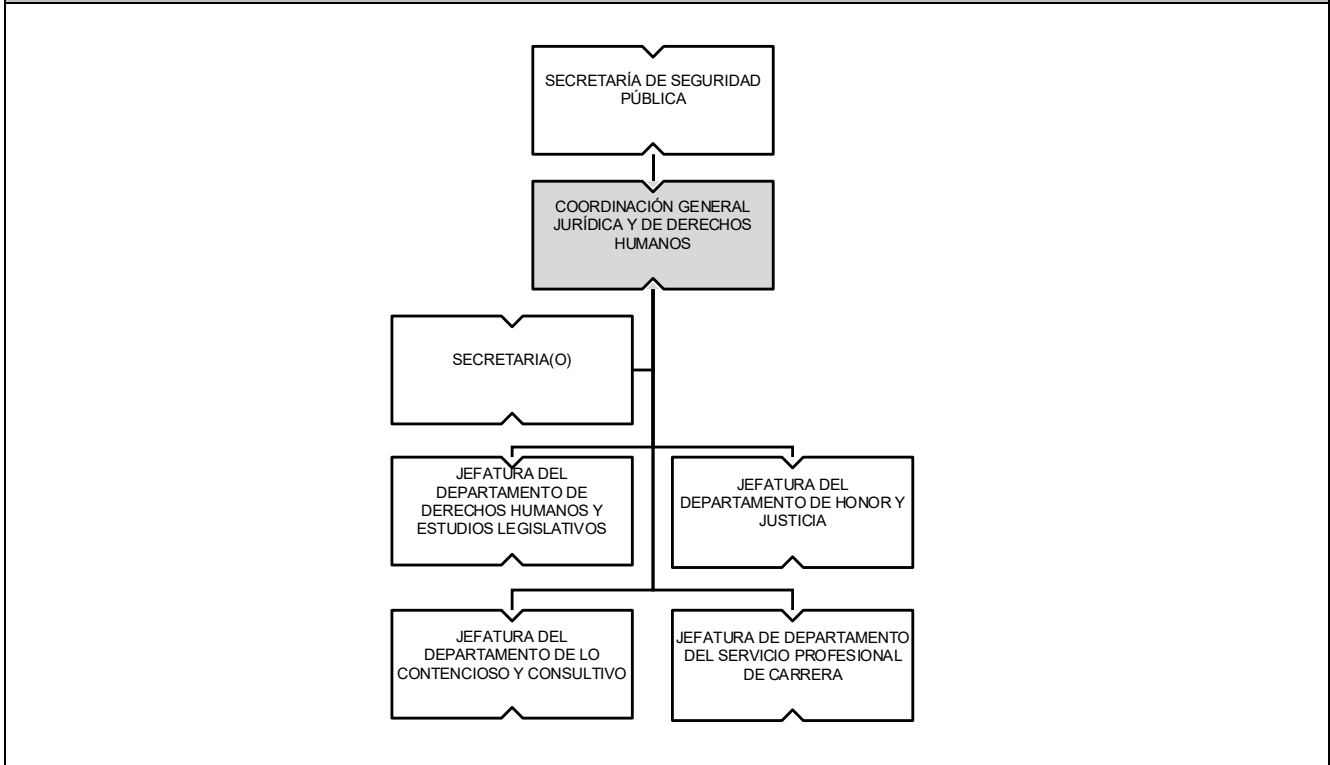 SECRETARÍA DE SEGURIDAD
PÚBLICA
COORDINACIÓN GENERAL
JURÍDICA Y DE DERECHOS
HUMANOS
SECRETARIA(O)
JEFATURA DEL
DEPARTAMENTO DE
DERECHOS HUMANOS Y
ESTUDIOS LEGISLATIVOS
JEFATURA DEL
DEPARTAMENTO DE HONOR Y
JUSTICIA
JEFATURA DEL
DEPARTAMENTO DE LO
CONTENCIOSO Y CONSULTIVO
JEFATURA DE DEPARTAMENTO
DEL SERVICIO PROFESIONAL
DE CARRERA